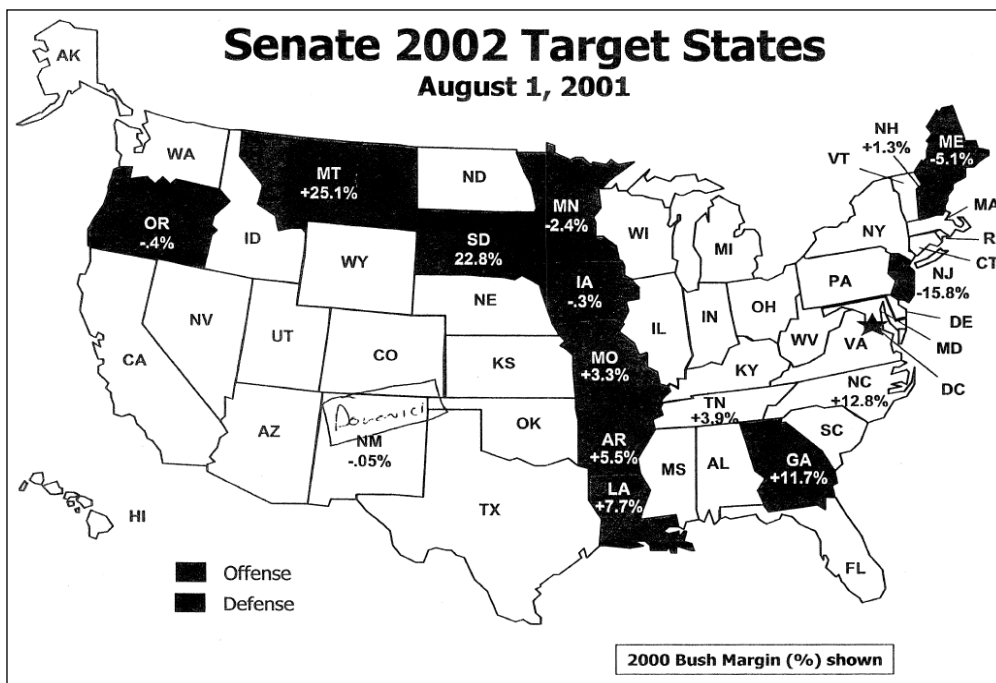 Senate 2002 Target States
August 1, 2001
AK
WA
MT
+25.1%
ND
MN
-2.4%
NH
+1.3%
VT
ME
-5.1%
MA
R
CT
OR
-.4%
ID
WY
SD
22.8%
WI
MI
NY
PA
NJ
-15.8%
DE
MD
DC
NV
UT
CA
CO
NE
IA
-.3%
IL
IN
OH
WV
VA
KS
MO
+3.3%
KY
NC
+12.8%
TN
+3.9%
AZ
Domenici
NM
-.05%
OK
AR
+5.5%
SC
MS
AL
GA
+11.7%
LA
+7.7%
TX
HI
FL
Offense
Defense
2000 Bush Margin (%) shown